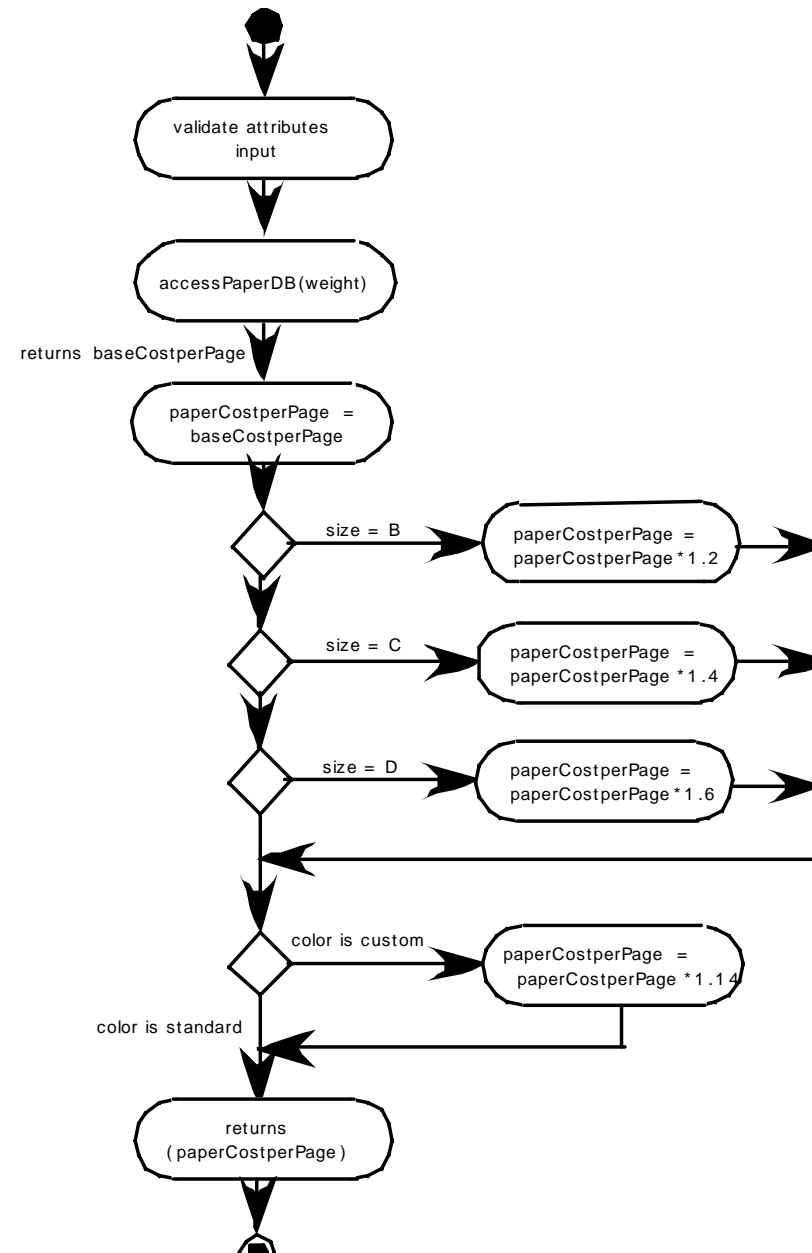 validate attributes
input
accessPaperDB(weight)
returns baseCostperPage
paperCostperPage =
baseCostperPage
size = B
paperCostperPage =
paperCostperPage*1.2
size = C
paperCostperPage =
paperCostperPage*1.4
size = D
paperCostperPage =
paperCostperPage*1.6
color is custom
paperCostperPage =
paperCostperPage*1.14
color is standard
returns
(paperCostperPage)